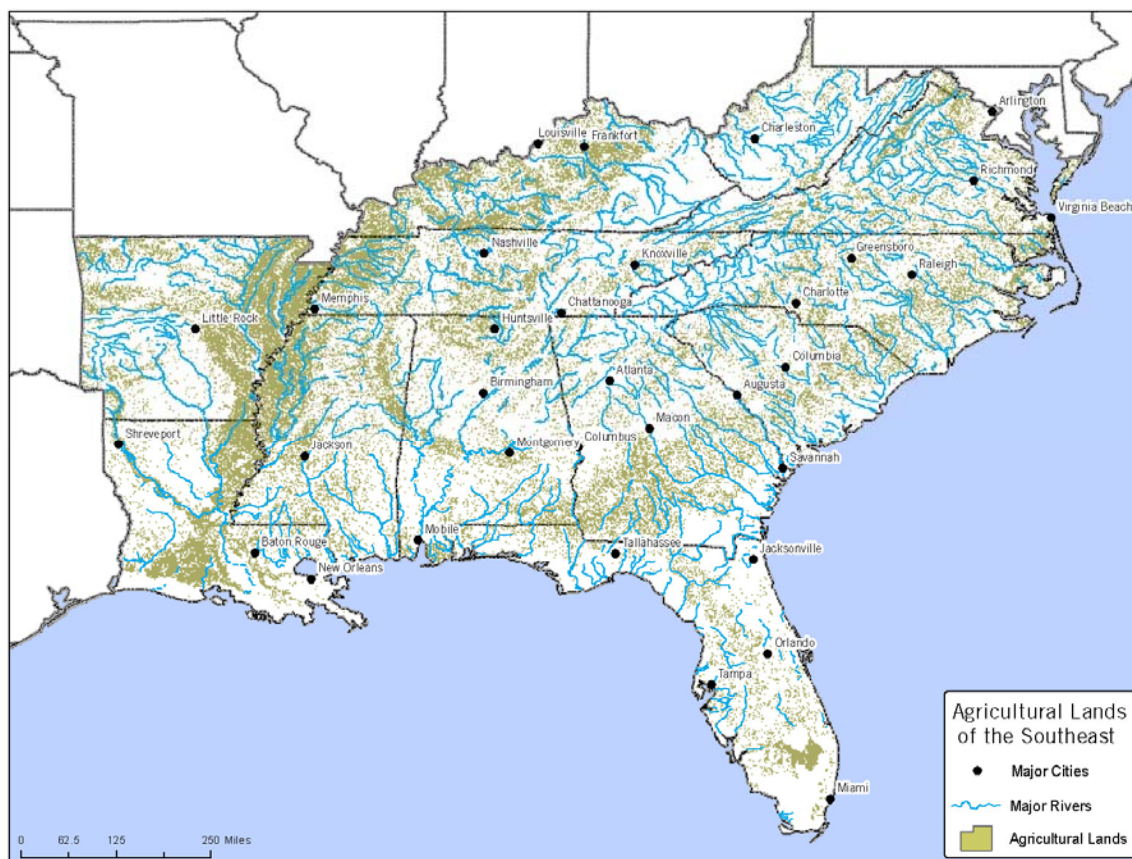 Arlington
Charleston
Louisville
Frankfort
Richmond
Virginia Beach
Nashville
Knoxville
Greensboro
Raleigh
Memphis
Chattanooga
Charlotte
Little Rock
Huntsville
Columbia
Atlanta
Birmingham
Augusta
Macon
Shreveport
Jackson
Montgomery
Columbus
Savannah
Mobile
Baton Rouge
Tallahassee
Jacksonville
New Orleans
Orlando
Tampa
Miami
Agricultural Lands
of the Southeast
Major Cities
Major Rivers
Agricultural Lands
0 62.5 125 250 Miles